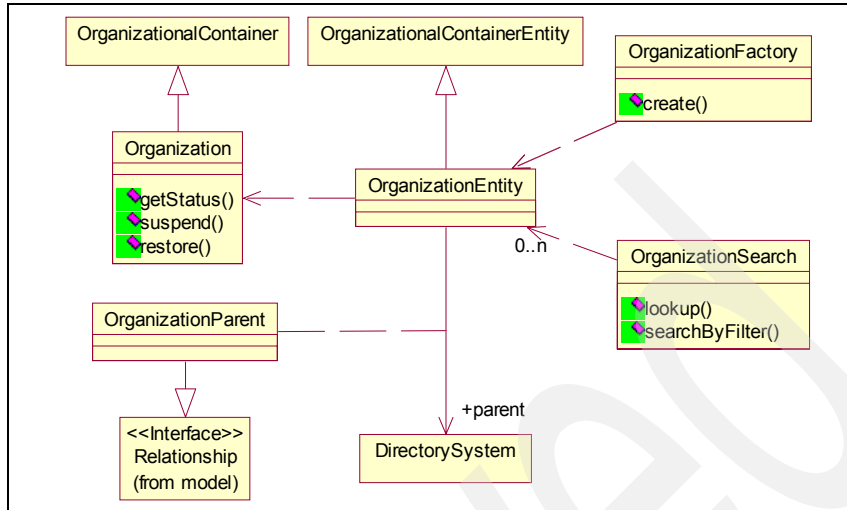 OrganizationalContainer
OrganizationalContainerEntity
OrganizationFactory
create()
Organization
getStatus()
suspend()
restore()
OrganizationEntity
0..n
OrganizationSearch
lookup()
searchByFilter()
OrganizationParent
+parent
<<Interface>>
Relationship
(from model)
DirectorySystem